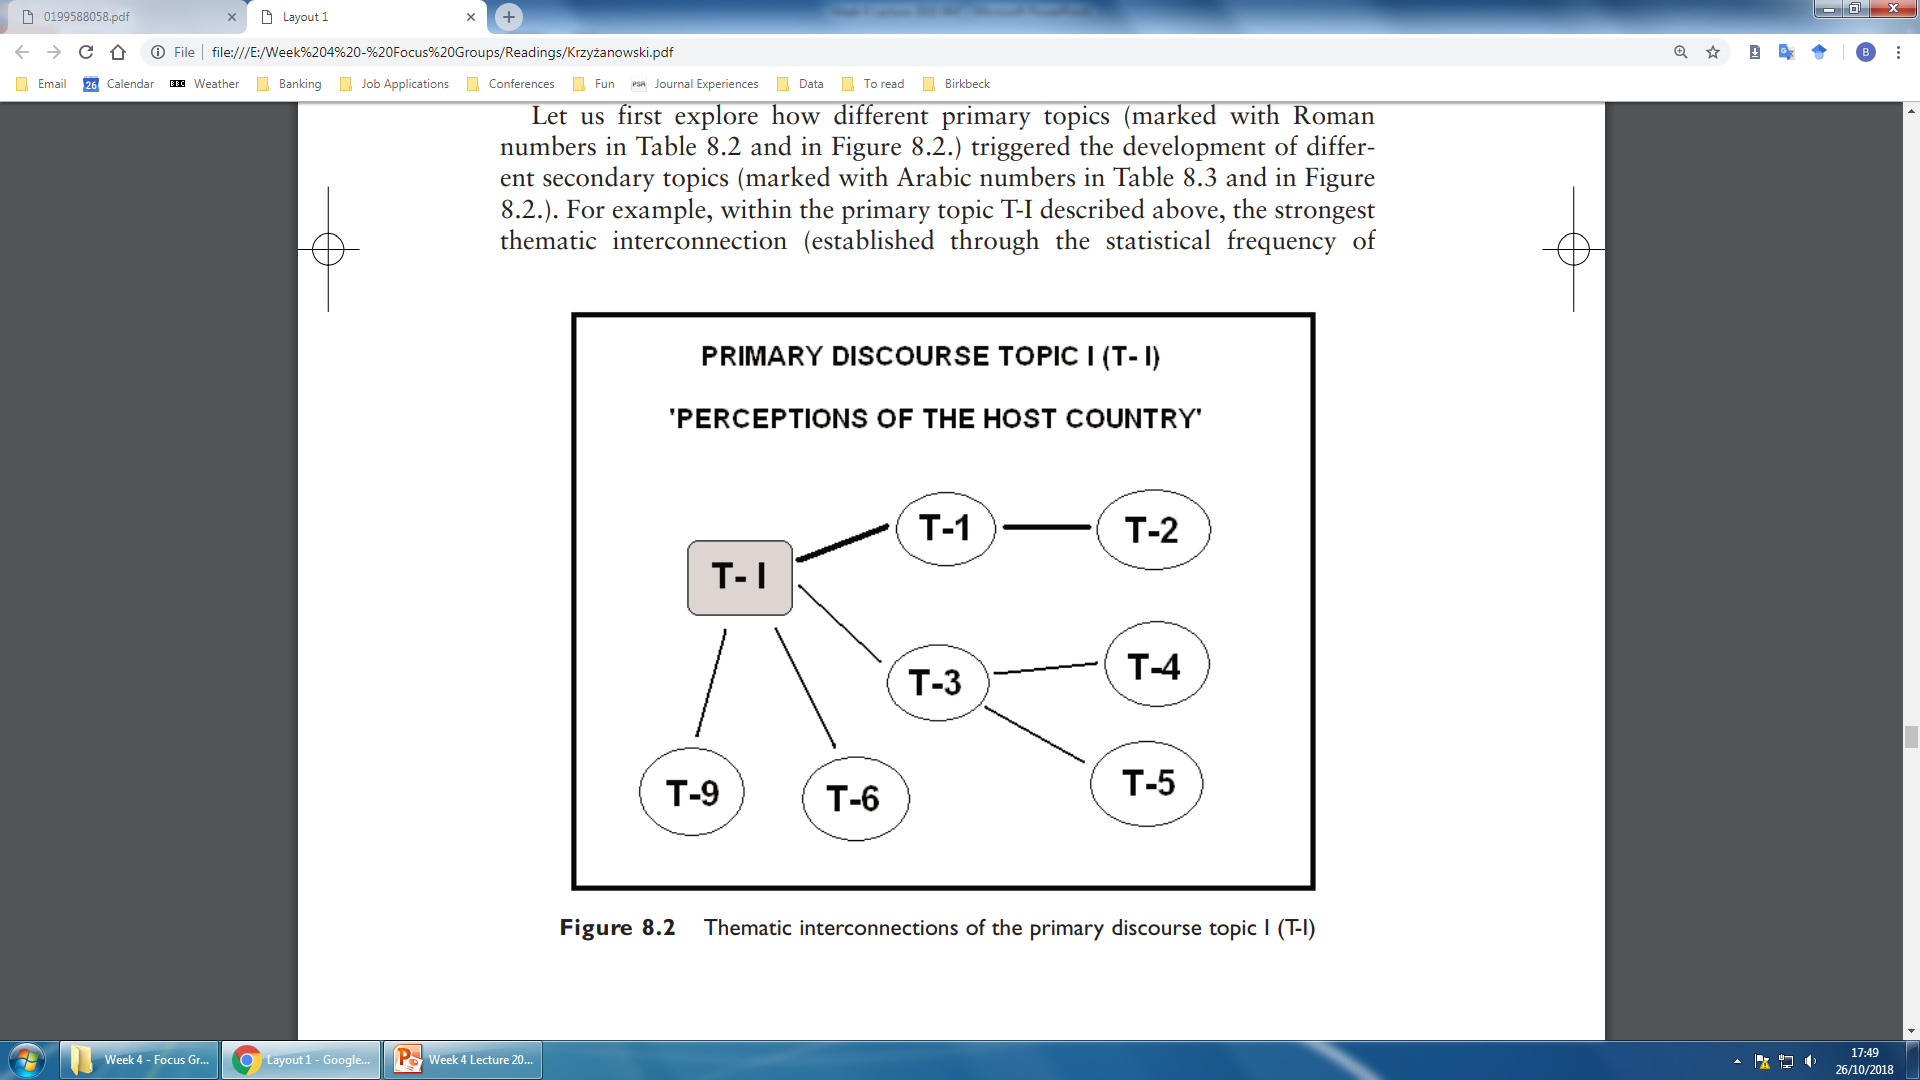 0199588058.pdf
Layout 1
File
file:///E:/Week%204%20-%20Focus%20Groups/Readings/Krzyżanowski.pdf
B
Email
26 Calendar
BBC Weather
Banking
Job Applications
Conferences
Fun
PSR Journal Experiences
Data
To read
Birkbeck
Let us first explore how different primary topics (marked with Roman
numbers in Table 8.2 and in Figure 8.2.) triggered the development of differ-
ent secondary topics (marked with Arabic numbers in Table 8.3 and in Figure
8.2.). For example, within the primary topic T-I described above, the strongest
thematic interconnection (established through the statistical frequency of
PRIMARY DISCOURSE TOPIC I (T- I)
'PERCEPTIONS OF THE HOST COUNTRY'
T-1
T-2
T- I
T-3
T-4
T-5
T-9
T-6
Figure 8.2 Thematic interconnections of the primary discourse topic I (T-I)
Week 4 - Focus Gr...
Layout 1 - Google...
Week 4 Lecture 20...
17:49
26/10/2018